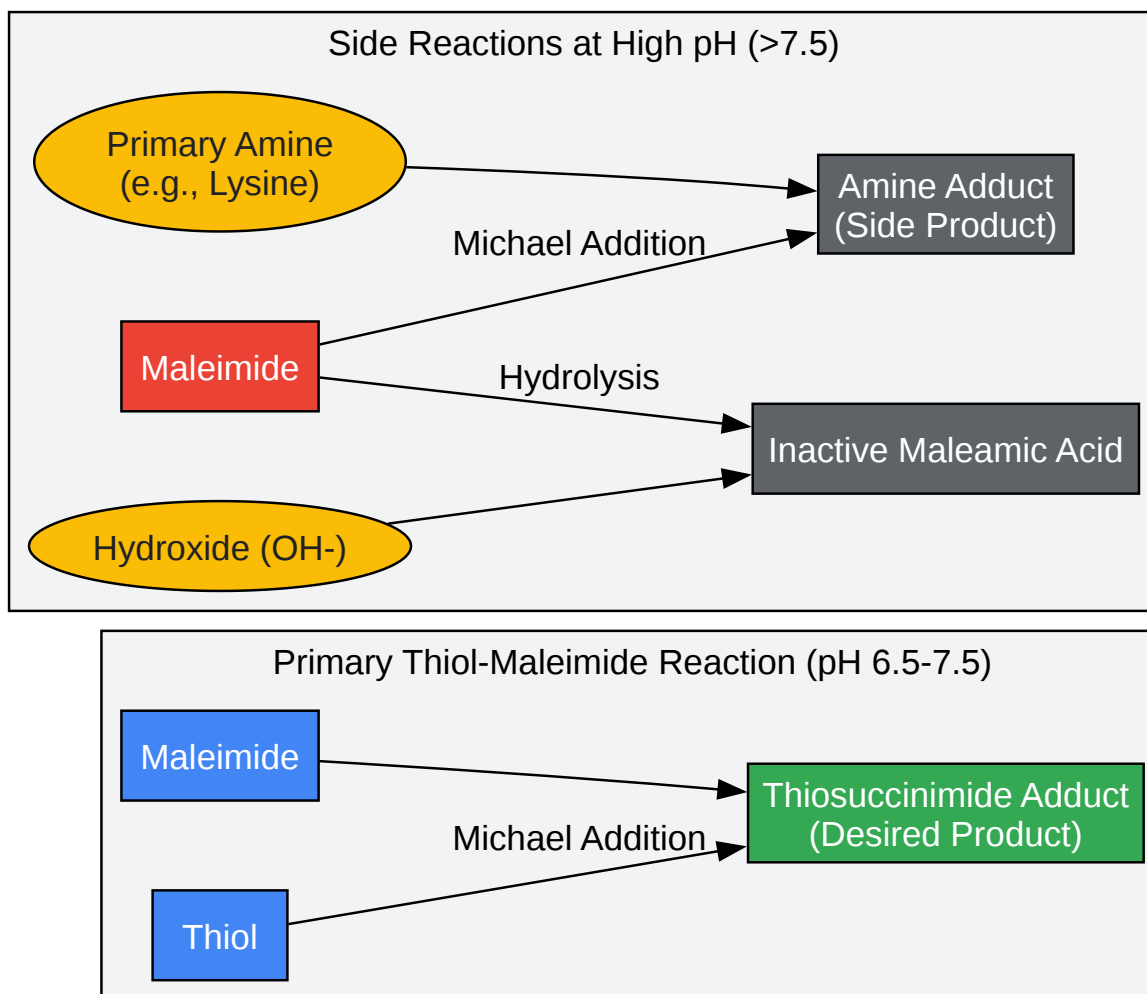 Side Reactions at High pH (>7.5)
Primary Amine
(e.g., Lysine)
Amine Adduct
(Side Product)
Michael Addition
Maleimide
Hydrolysis
Inactive Maleamic Acid
Hydroxide (OH-)
Primary Thiol-Maleimide Reaction (pH 6.5-7.5)
Maleimide
Thiosuccinimide Adduct
(Desired Product)
Michael Addition
Thiol